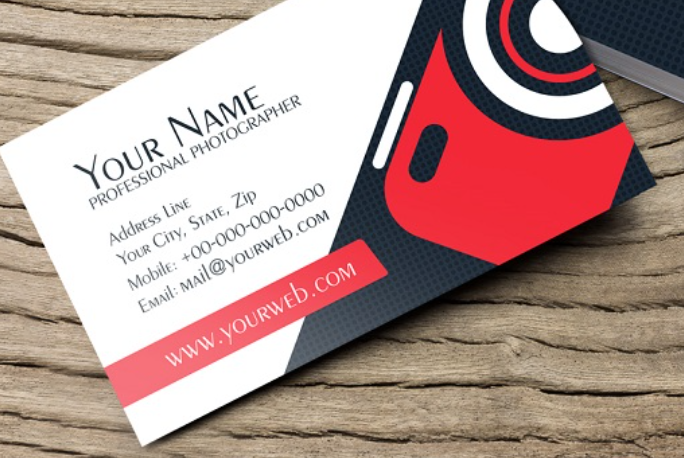 Your Name
Professional Photographer
Address Line
Your City, State, Zip
Mobile: +00-000-000-0000
Email: mail@yourweb.com
www.yourweb.com